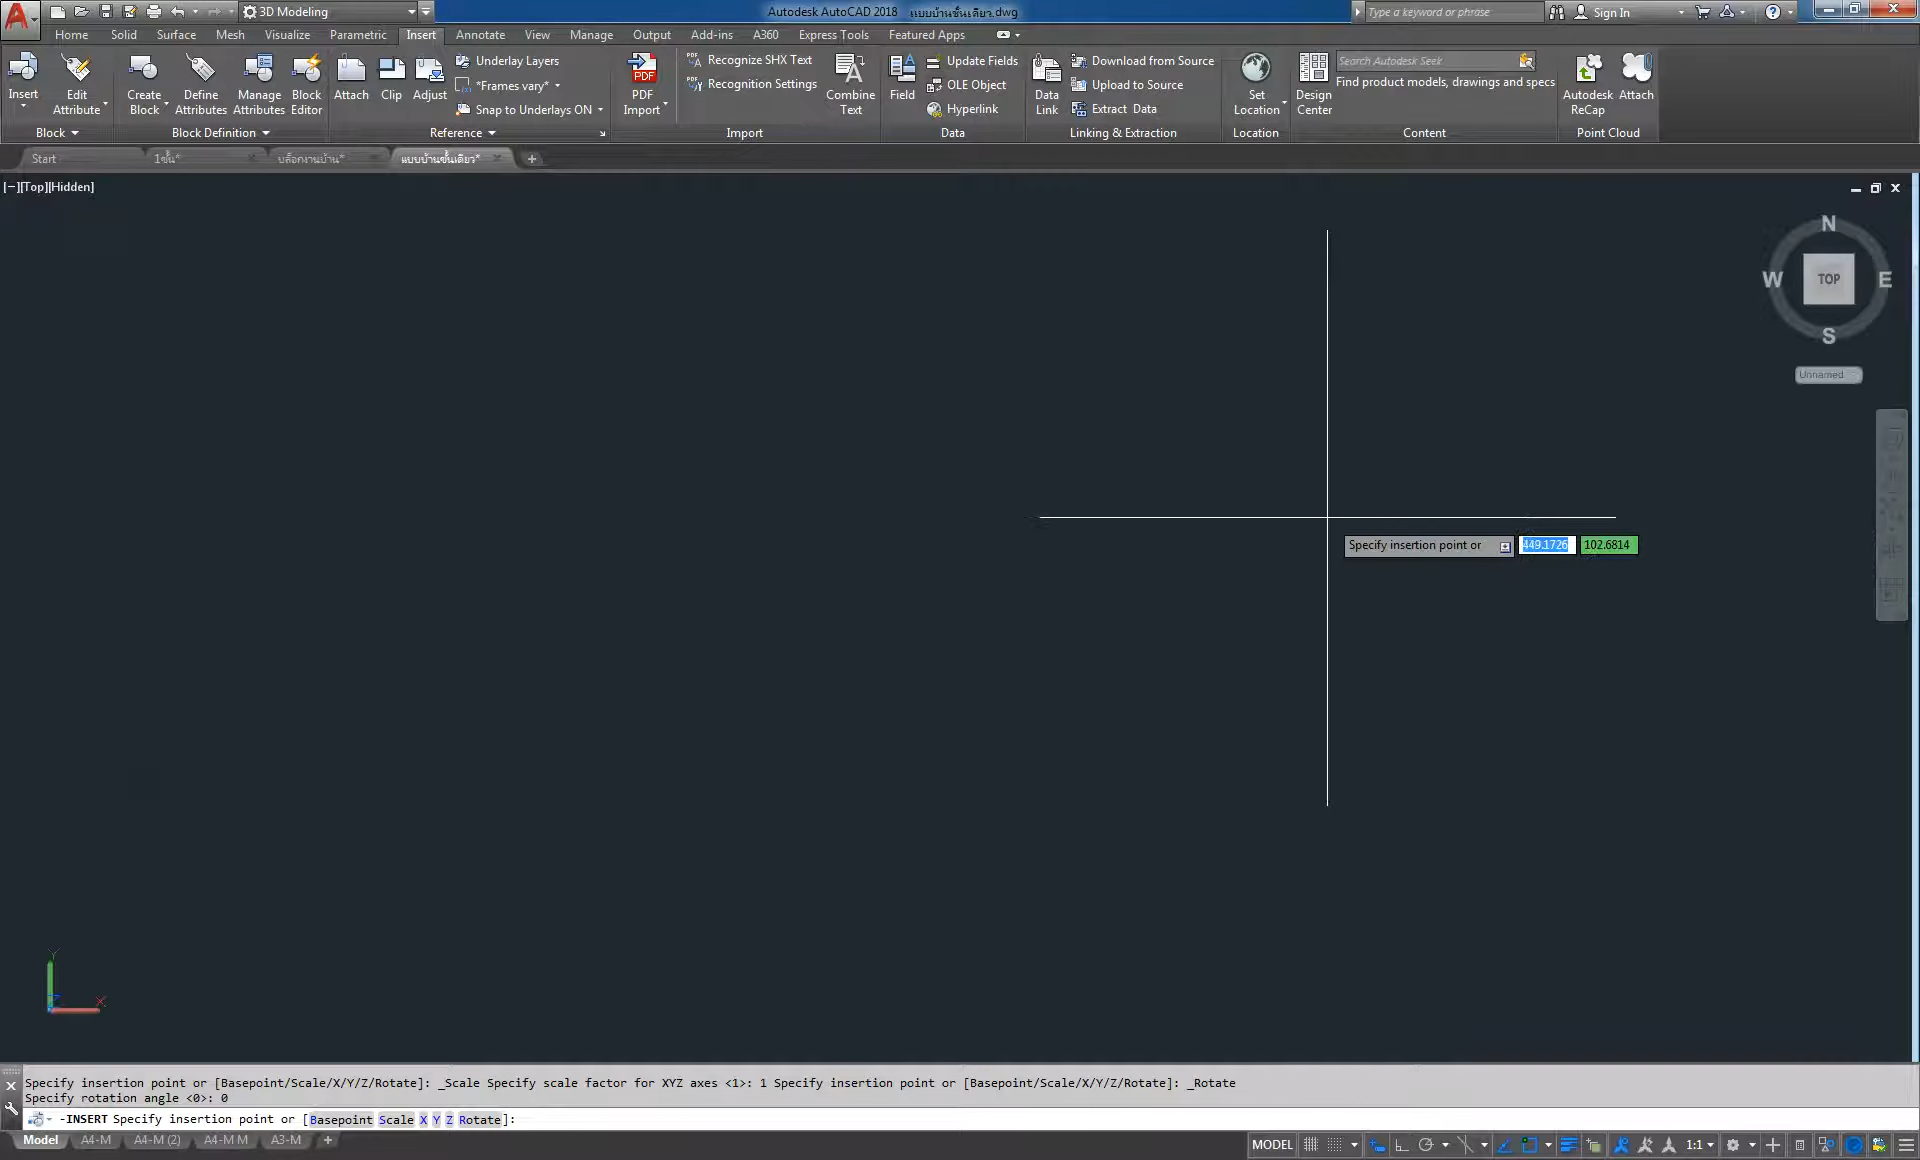 3D Modeling
Autodesk AutoCAD 2018 แบบบ้านชั้นเดียว.dwg
Type a keyword or phrase
Sign In
Home Solid Surface Mesh Visualize Parametric Insert Annotate View Manage Output Add-ins A360 Express Tools Featured Apps
Insert
Edit Attribute
Create Block
Define Attributes
Manage Attributes
Block Editor
Attach
Clip
Adjust
Underlay Layers
*Frames vary*
Snap to Underlays ON
PDF Import
Recognize SHX Text
Recognition Settings
Combine Text
Field
Update Fields
OLE Object
Hyperlink
Data Link
Download from Source
Upload to Source
Extract Data
Set Location
Design Center
Search Autodesk Seek
Find product models, drawings and specs
Autodesk ReCap
Attach
Block Block Definition Reference Import Data Linking & Extraction Location Content Point Cloud
Start 1ชั้น* บล็อกงานบ้าน* แบบบ้านชั้นเดียว*
[−][Top][Hidden]
N
W TOP E
S
Unnamed
Specify insertion point or 449.1726 102.6814
Y
X
Specify insertion point or [Basepoint/Scale/X/Y/Z/Rotate]: _Scale Specify scale factor for XYZ axes <1>: 1 Specify insertion point or [Basepoint/Scale/X/Y/Z/Rotate]: _Rotate
Specify rotation angle <0>: 0
-INSERT Specify insertion point or [Basepoint Scale X Y Z Rotate]:
Model A4-M A4-M (2) A4-M M A3-M +
MODEL 1:1